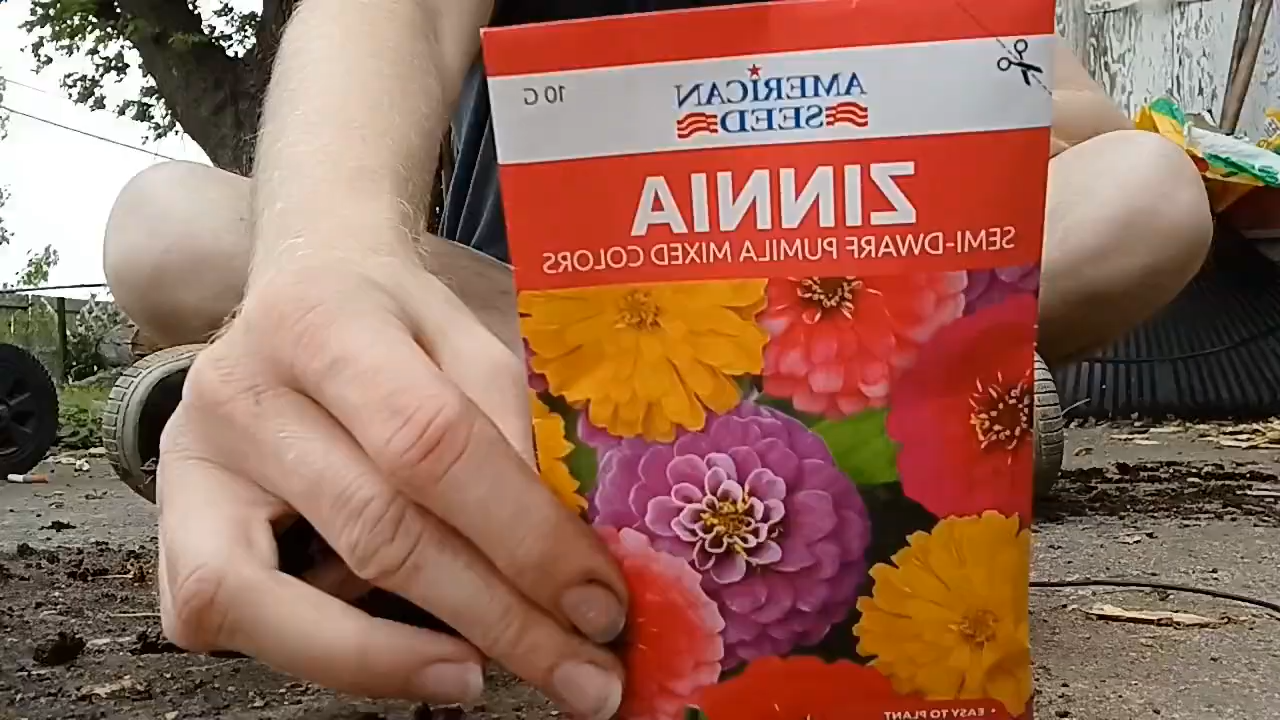 10 G
AMERICAN
SEED
ZINNIA
SEMI-DWARF PUMILA MIXED COLORS
• EASY TO PLANT